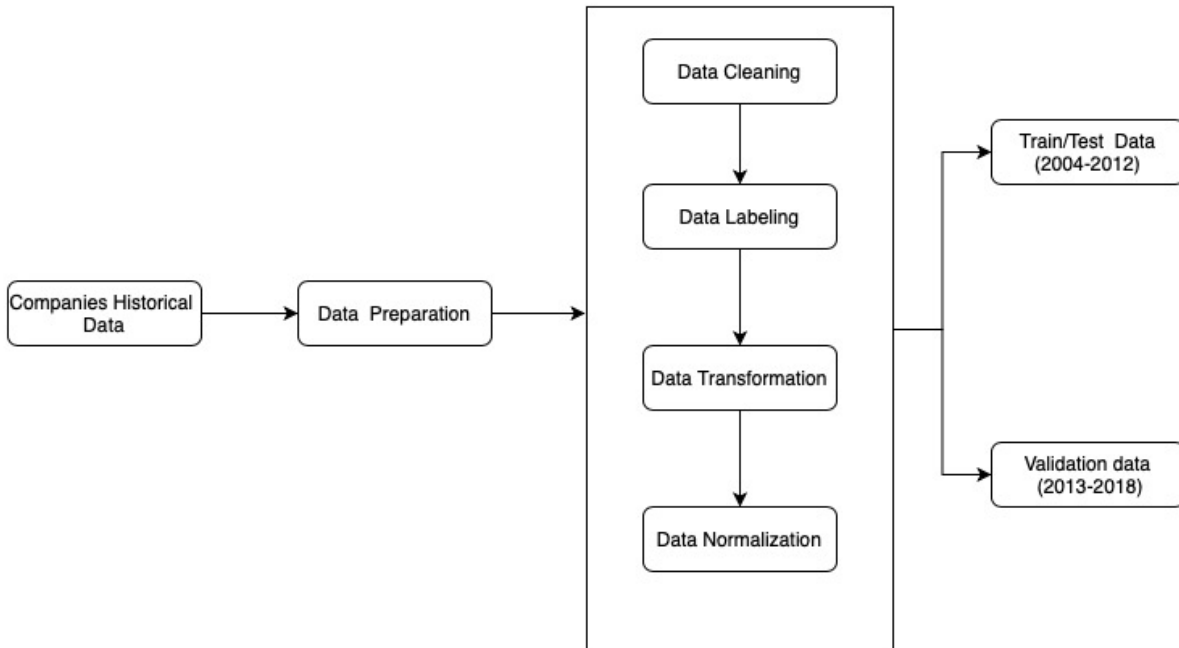 Companies Historical
Data
Data Preparation
Data Cleaning
Data Labeling
Data Transformation
Data Normalization
Train/Test Data
(2004-2012)
Validation data
(2013-2018)